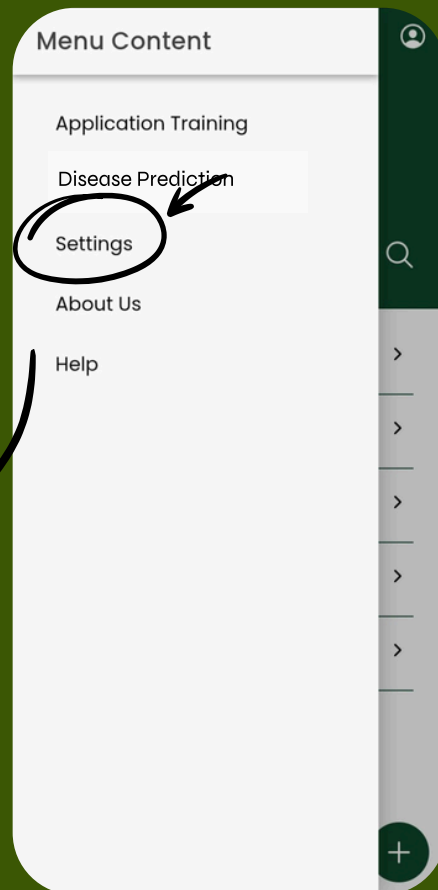 Menu Content
Application Training
Disease Prediction
Settings
About Us
Help